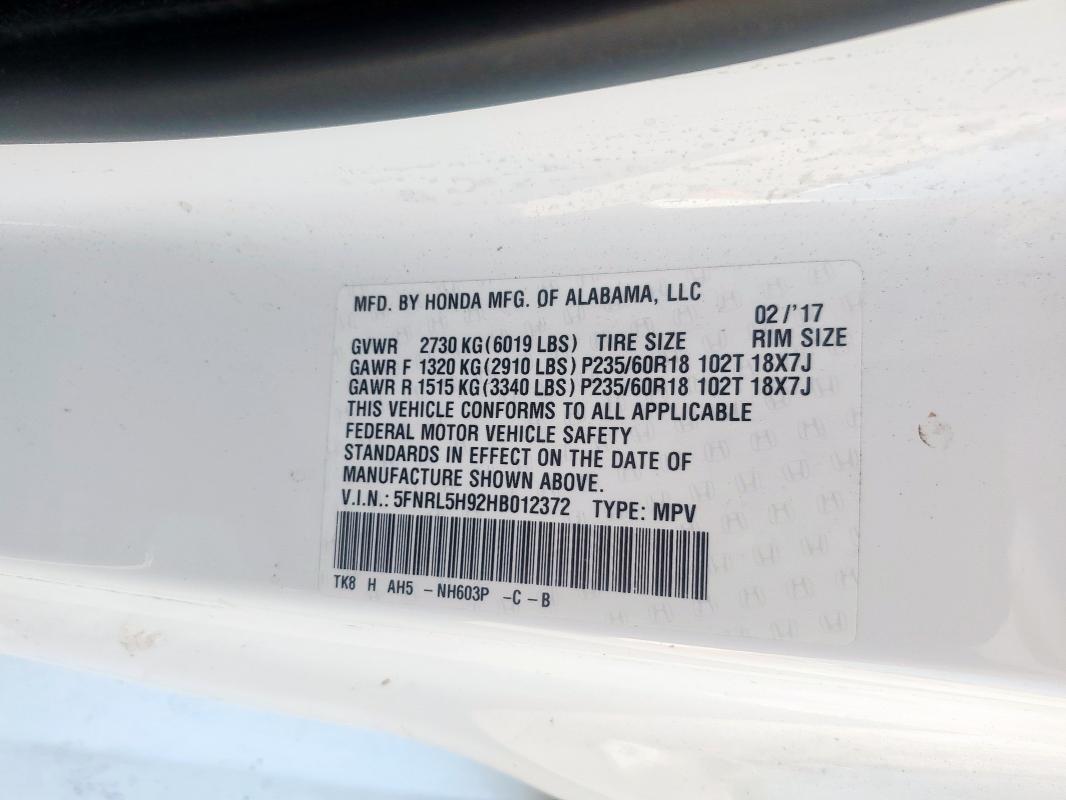 MFD. BY HONDA MFG. OF ALABAMA, LLC
02 /'17
GVWR 2730 KG(6019 LBS) TIRE SIZE RIM SIZE
GAWR F 1320 KG(2910 LBS) P235/60R18 102T 18X7J
GAWR R 1515 KG(3340 LBS) P235/60R18 102T 18X7J
THIS VEHICLE CONFORMS TO ALL APPLICABLE
FEDERAL MOTOR VEHICLE SAFETY
STANDARDS IN EFFECT ON THE DATE OF
MANUFACTURE SHOWN ABOVE.
V.I.N.: 5FNRL5H92HB012372 TYPE: MPV
TK8 H AH5 -NH603P -C-B